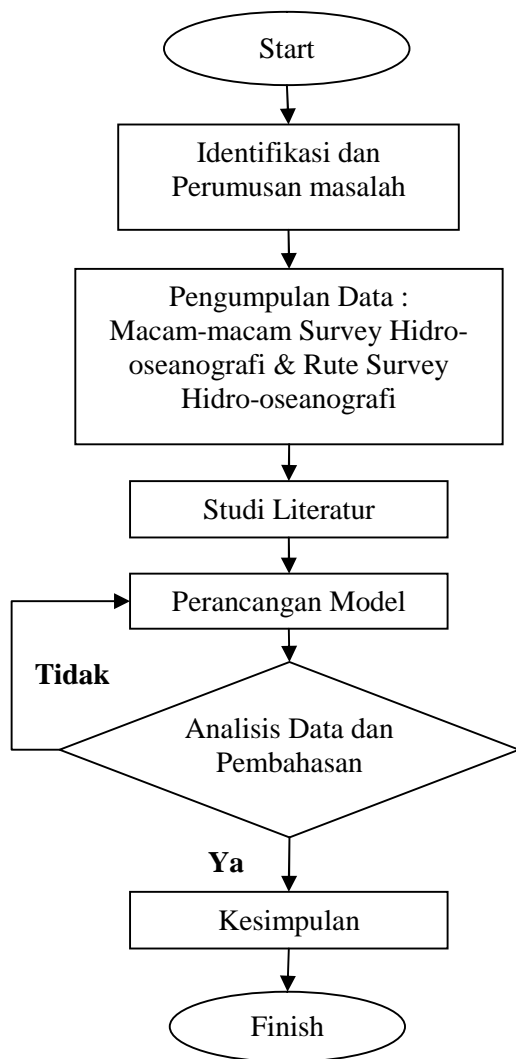 Start
Identifikasi dan
Perumusan masalah
Pengumpulan Data :
Macam-macam Survey Hidro-
oseanografi & Rute Survey
Hidro-oseanografi
Studi Literatur
Perancangan Model
Tidak
Analisis Data dan
Pembahasan
Ya
Kesimpulan
Finish